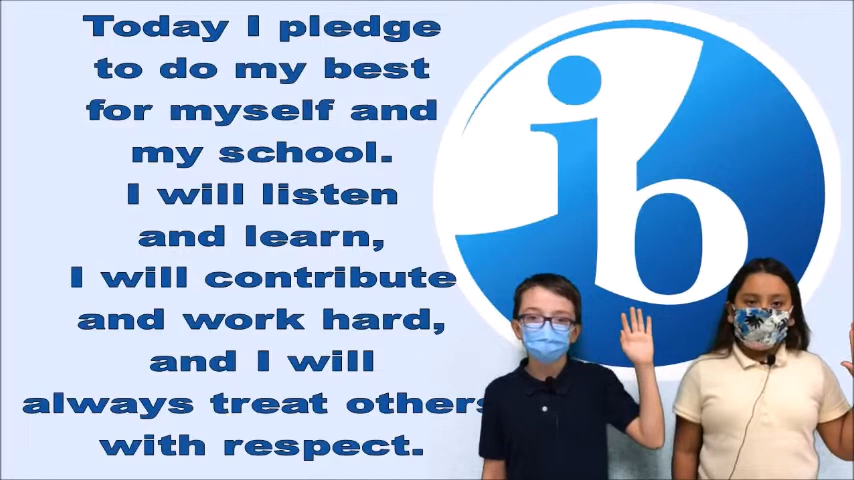 Today I pledge
to do my best
for myself and
my school.
I will listen
and learn,
I will contribute
and work hard,
and I will
always treat others
with respect.
ib